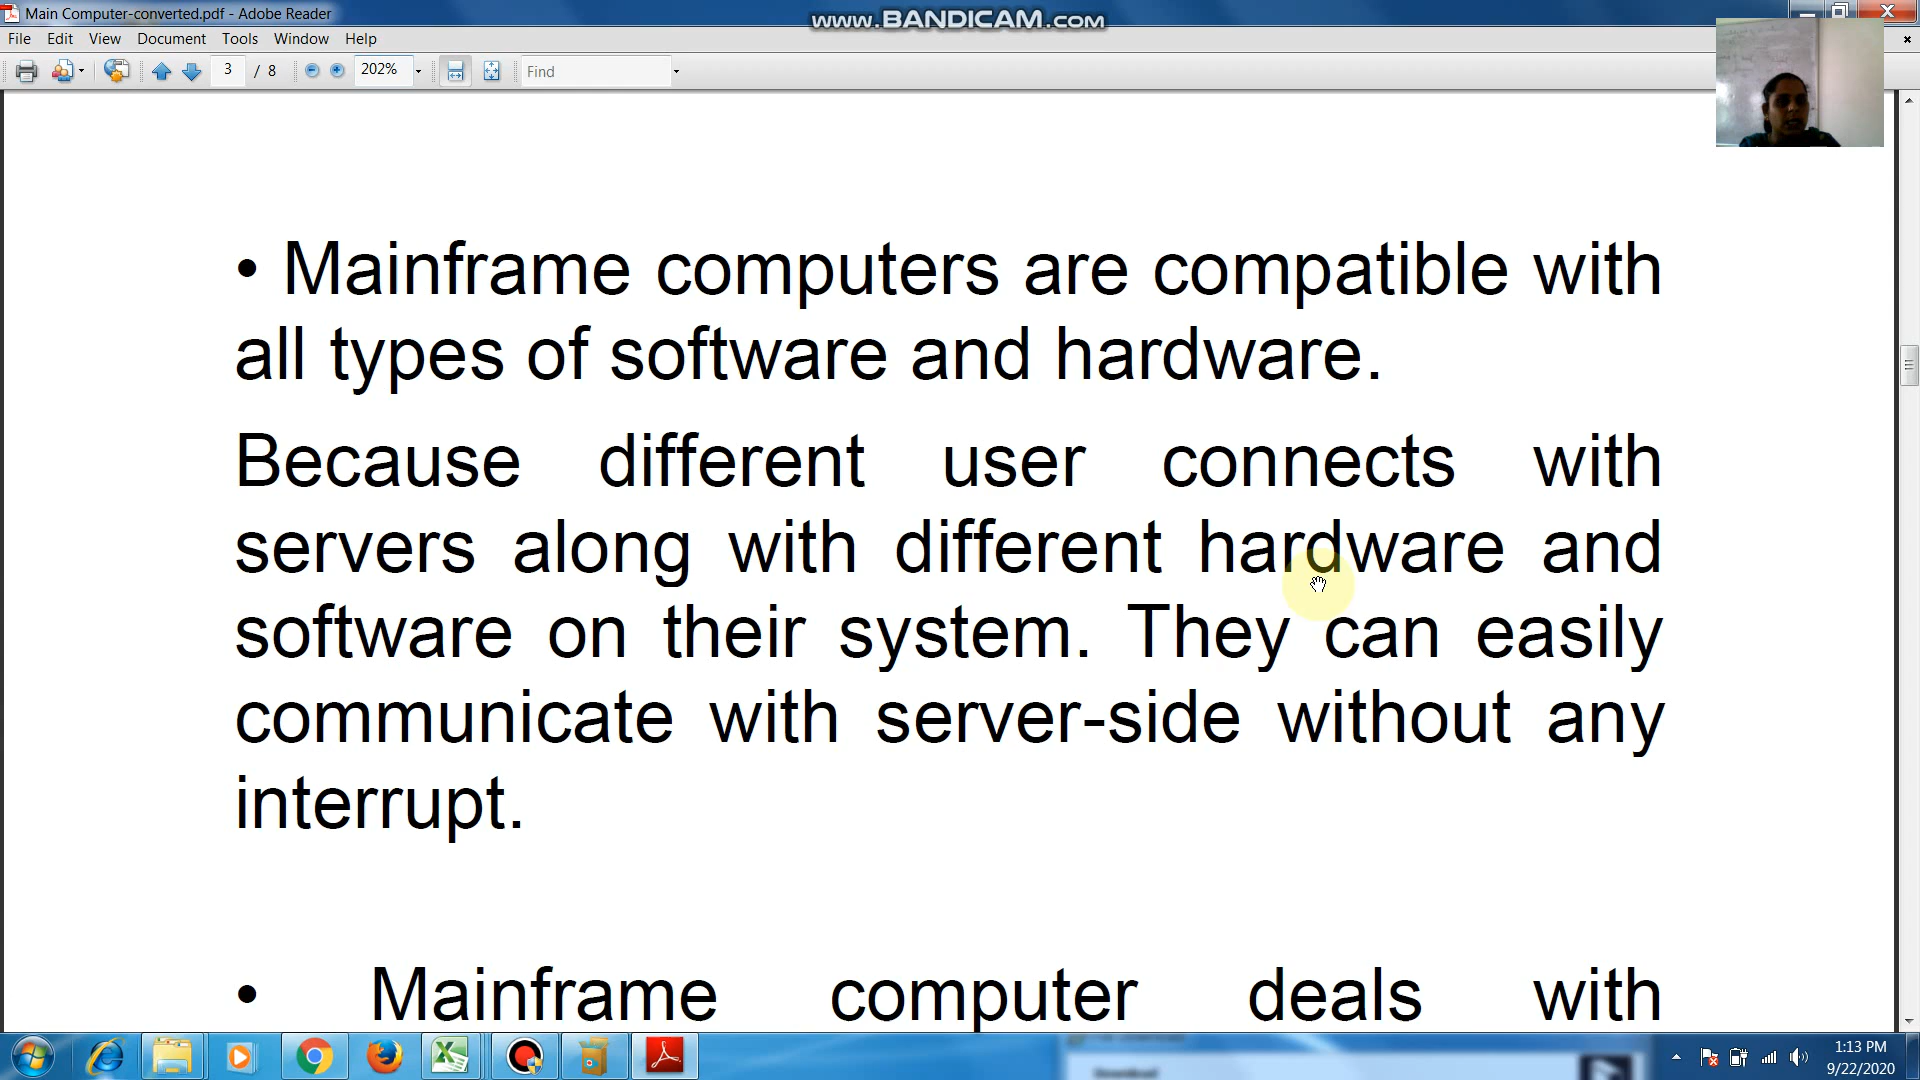 Main Computer-converted.pdf - Adobe Reader
www.BANDICAM.com
File Edit View Document Tools Window Help
3 / 8 202% Find
• Mainframe computers are compatible with
all types of software and hardware.
Because different user connects with
servers along with different hardware and
software on their system. They can easily
communicate with server-side without any
interrupt.
• Mainframe computer deals with
Download
1:13 PM
9/22/2020